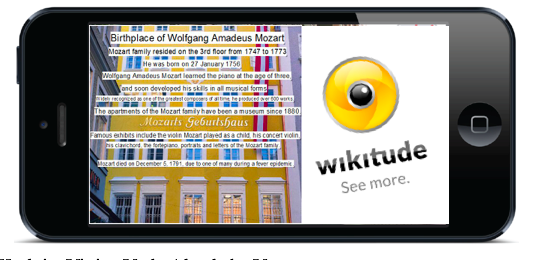 Birthplace of Wolfgang Amadeus Mozart
Mozart family resided on the 3rd floor from 1747 to 1773
He was born on 27 January 1756
Wolfgang Amadeus Mozart learned the piano at the age of three,
and soon developed his skills in all musical forms
Widely recognized as one of the greatest composers of all time, he produced over 600 works
The apartments of the Mozart family have been a museum since 1880
Mozarts Geburtshaus
Famous exhibits include the violin Mozart played as a child, his concert violin,
his clavichord, the fortepiano, portraits and letters of the Mozart family
Mozart died on December 5, 1791, due to one of many during a fever epidemic
wikitude
See more.